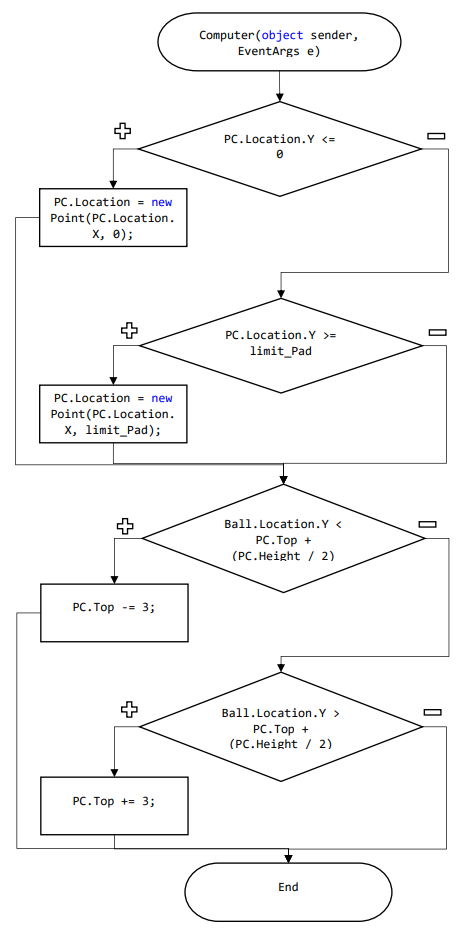 Computer(object sender,
EventArgs e)
PC.Location.Y <=
0
PC.Location = new
Point(PC.Location.
X, 0);
PC.Location.Y >=
limit_Pad
PC.Location = new
Point(PC.Location.
X, limit_Pad);
Ball.Location.Y <
PC.Top +
(PC.Height / 2)
PC.Top -= 3;
Ball.Location.Y >
PC.Top +
(PC.Height / 2)
PC.Top += 3;
End